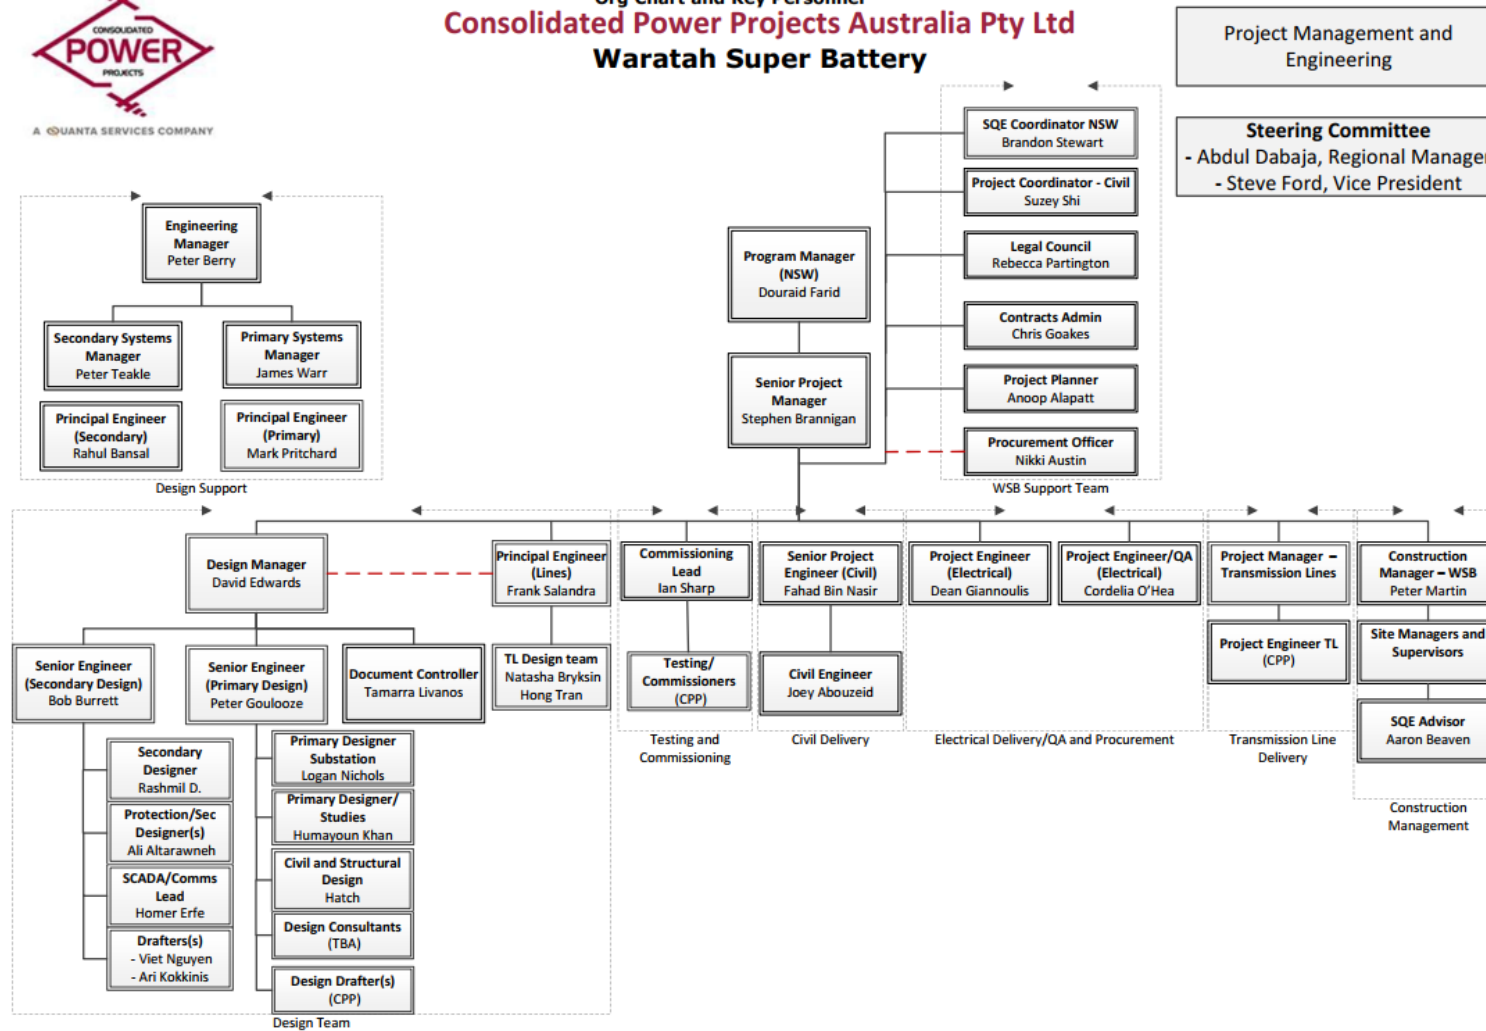 Org Chart and Key Personnel
Consolidated Power Projects Australia Pty Ltd
Waratah Super Battery
CONSOLIDATED
POWER
PROJECTS
A QUANTA SERVICES COMPANY
Project Management and
Engineering
Steering Committee
- Abdul Dabaja, Regional Manage
- Steve Ford, Vice President
SQE Coordinator NSW
Brandon Stewart
Project Coordinator - Civil
Suzey Shi
Legal Council
Rebecca Partington
Contracts Admin
Chris Goakes
Project Planner
Anoop Alapatt
Procurement Officer
Nikki Austin
WSB Support Team
Engineering
Manager
Peter Berry
Secondary Systems
Manager
Peter Teakle
Primary Systems
Manager
James Warr
Principal Engineer
(Secondary)
Rahul Bansal
Principal Engineer
(Primary)
Mark Pritchard
Design Support
Program Manager
(NSW)
Douraid Farid
Senior Project
Manager
Stephen Brannigan
Design Manager
David Edwards
Principal Engineer
(Lines)
Frank Salandra
Commissioning
Lead
Ian Sharp
Senior Project
Engineer (Civil)
Fahad Bin Nasir
Project Engineer
(Electrical)
Dean Giannoulis
Project Engineer/QA
(Electrical)
Cordelia O'Hea
Project Manager –
Transmission Lines
Construction
Manager – WSB
Peter Martin
Senior Engineer
(Secondary Design)
Bob Burrett
Senior Engineer
(Primary Design)
Peter Goulooze
Document Controller
Tamarra Livanos
TL Design team
Natasha Bryksin
Hong Tran
Testing/
Commissioners
(CPP)
Civil Engineer
Joey Abouzeid
Project Engineer TL
(CPP)
Site Managers and
Supervisors
SQE Advisor
Aaron Beaven
Testing and
Commissioning
Civil Delivery
Electrical Delivery/QA and Procurement
Transmission Line
Delivery
Construction
Management
Secondary
Designer
Rashmil D.
Protection/Sec
Designer(s)
Ali Altarawneh
SCADA/Comms
Lead
Homer Erfe
Drafters(s)
- Viet Nguyen
- Ari Kokkinis
Primary Designer
Substation
Logan Nichols
Primary Designer/
Studies
Humayoun Khan
Civil and Structural
Design
Hatch
Design Consultants
(TBA)
Design Drafter(s)
(CPP)
Design Team